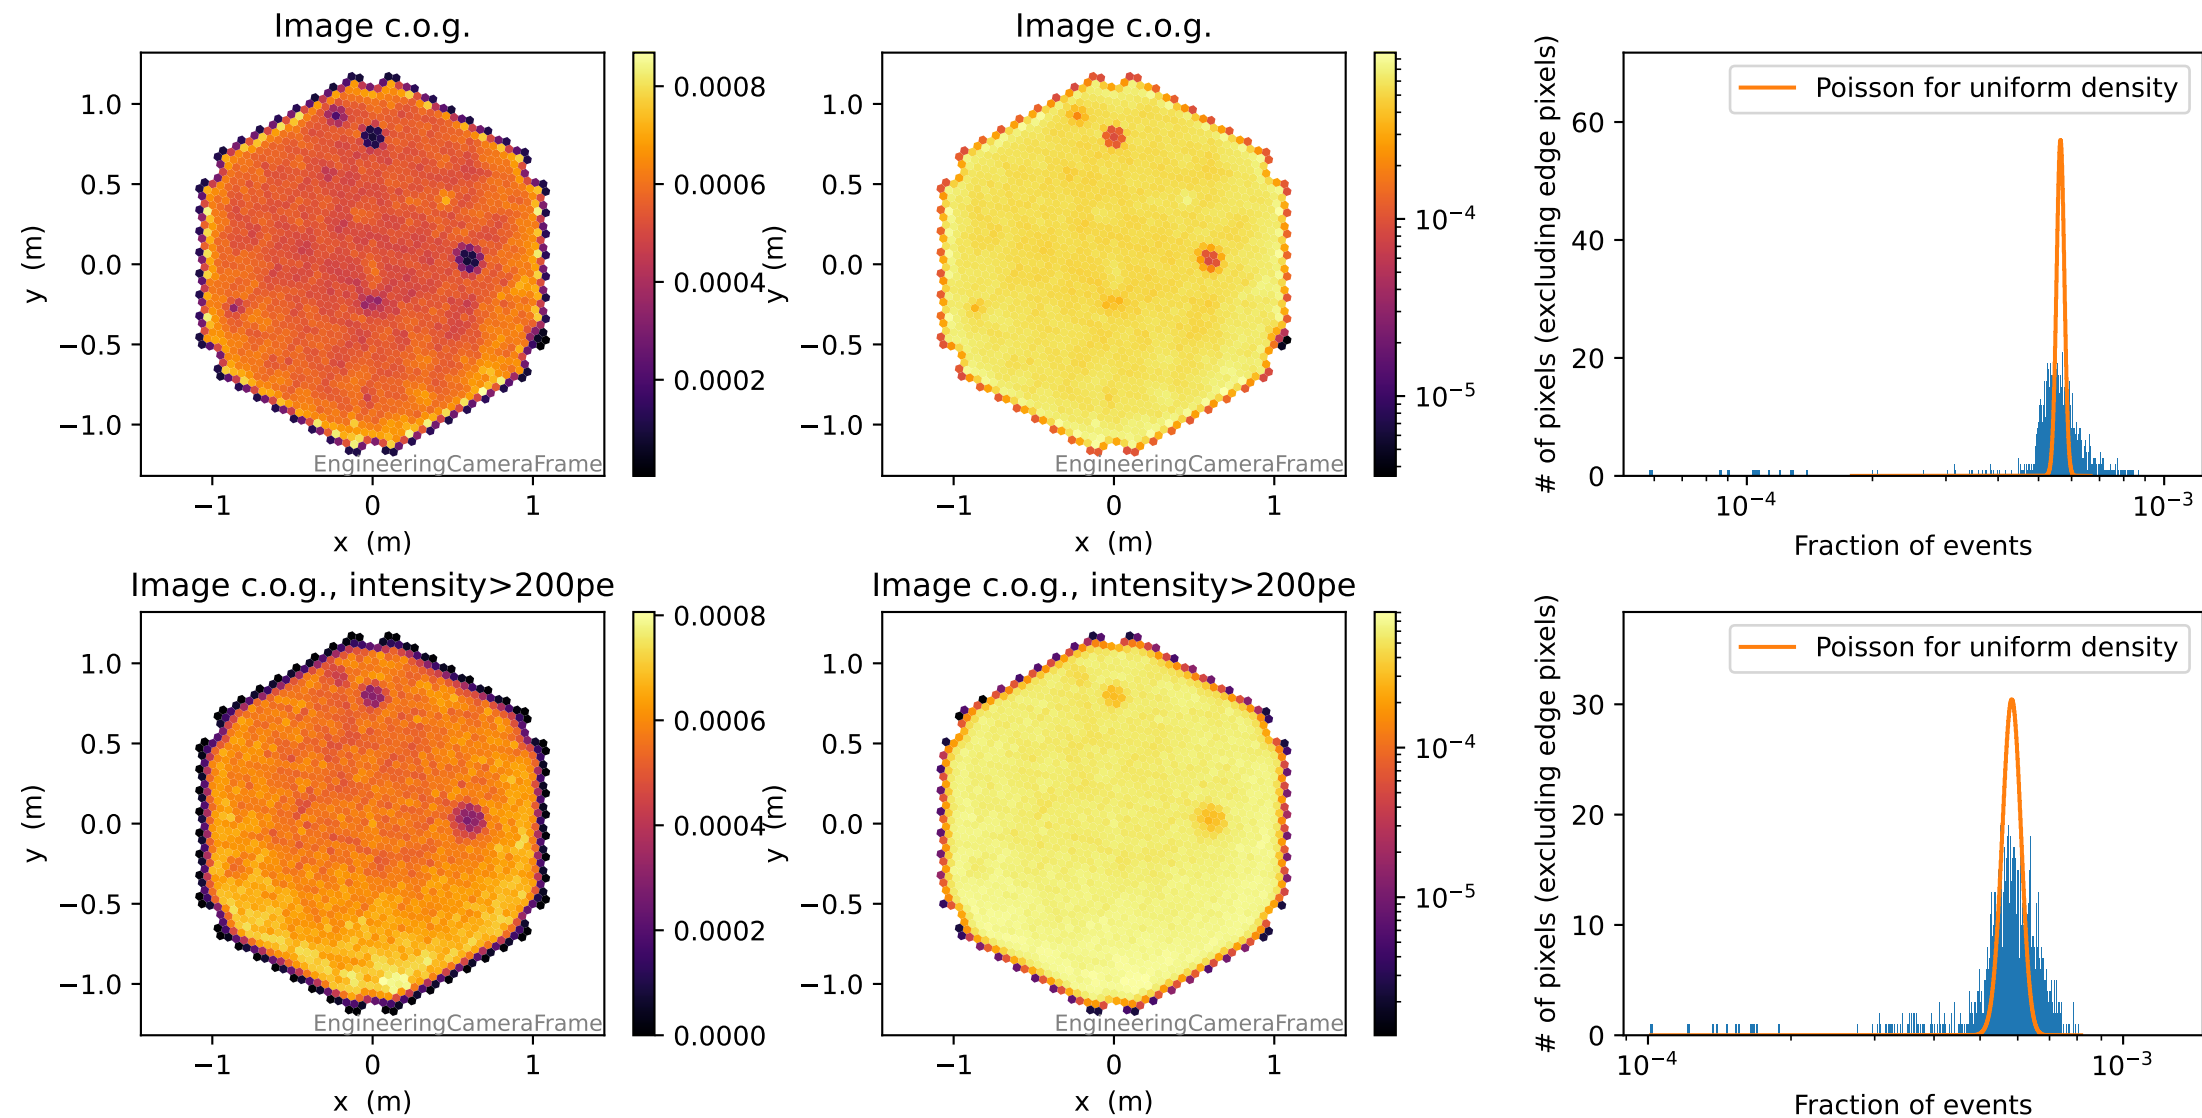 Image c.o.g.
1.0
0.5
0.0
−0.5
−1.0
y (m)
−1 0 1
x (m)
EngineeringCameraFrame
0.0008
0.0006
0.0004
0.0002
Image c.o.g.
1.0
0.5
0.0
−0.5
−1.0
y (m)
−1 0 1
x (m)
EngineeringCameraFrame
10⁻⁴
10⁻⁵
# of pixels (excluding edge pixels)
60
40
20
0
Poisson for uniform density
10⁻⁴ 10⁻³
Fraction of events
Image c.o.g., intensity>200pe
1.0
0.5
0.0
−0.5
−1.0
y (m)
−1 0 1
x (m)
EngineeringCameraFrame
0.0008
0.0006
0.0004
0.0002
0.0000
Image c.o.g., intensity>200pe
1.0
0.5
0.0
−0.5
−1.0
y (m)
−1 0 1
x (m)
EngineeringCameraFrame
10⁻⁴
10⁻⁵
# of pixels (excluding edge pixels)
30
20
10
0
Poisson for uniform density
10⁻⁴ 10⁻³
Fraction of events